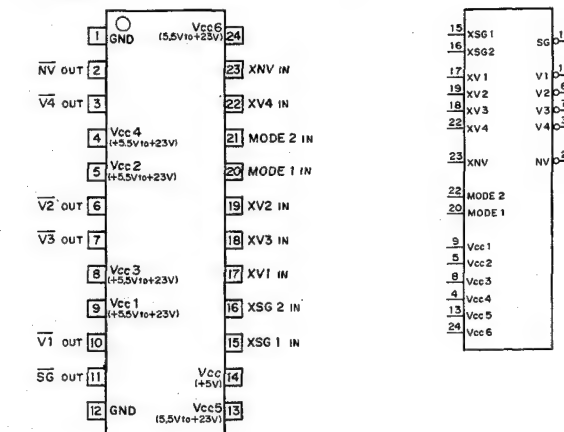 1 GND Vcc6 24
(5,5V to +23V)
NV OUT 2 23 XNV IN
V4 OUT 3 22 XV4 IN
4 Vcc4 21 MODE 2 IN
(+5,5V to +23V)
5 Vcc2 20 MODE 1 IN
(+5,5V to +23V)
V2 OUT 6 19 XV2 IN
V3 OUT 7 18 XV3 IN
8 Vcc3 17 XV1 IN
(+5,5V to +23V)
9 Vcc1 16 XSG 2 IN
(+5,5V to +23V)
V1 OUT 10 15 XSG 1 IN
SG OUT 11 Vcc 14
(+5V)
12 GND Vcc5 13
(5,5V to +23V)
15 XSG1 SG
16 XSG2
17 XV1 V1
19 XV2 V2 6
18 XV3 V3 7
22 XV4 V4 3
23 XNV NV 2
22 MODE 2
20 MODE 1
9 Vcc1
5 Vcc2
8 Vcc3
4 Vcc4
13 Vcc5
24 Vcc6